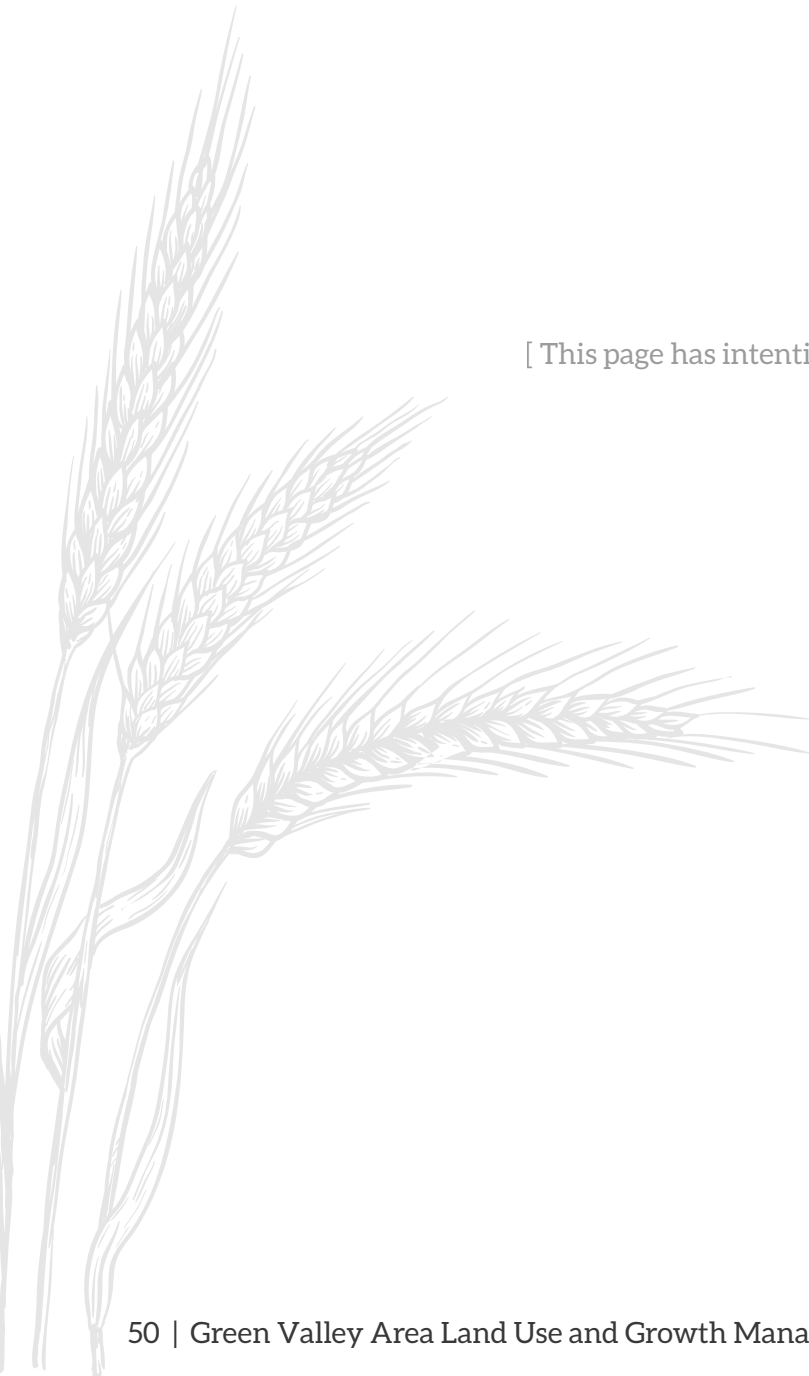 [ This page has intenti
50 | Green Valley Area Land Use and Growth Mana